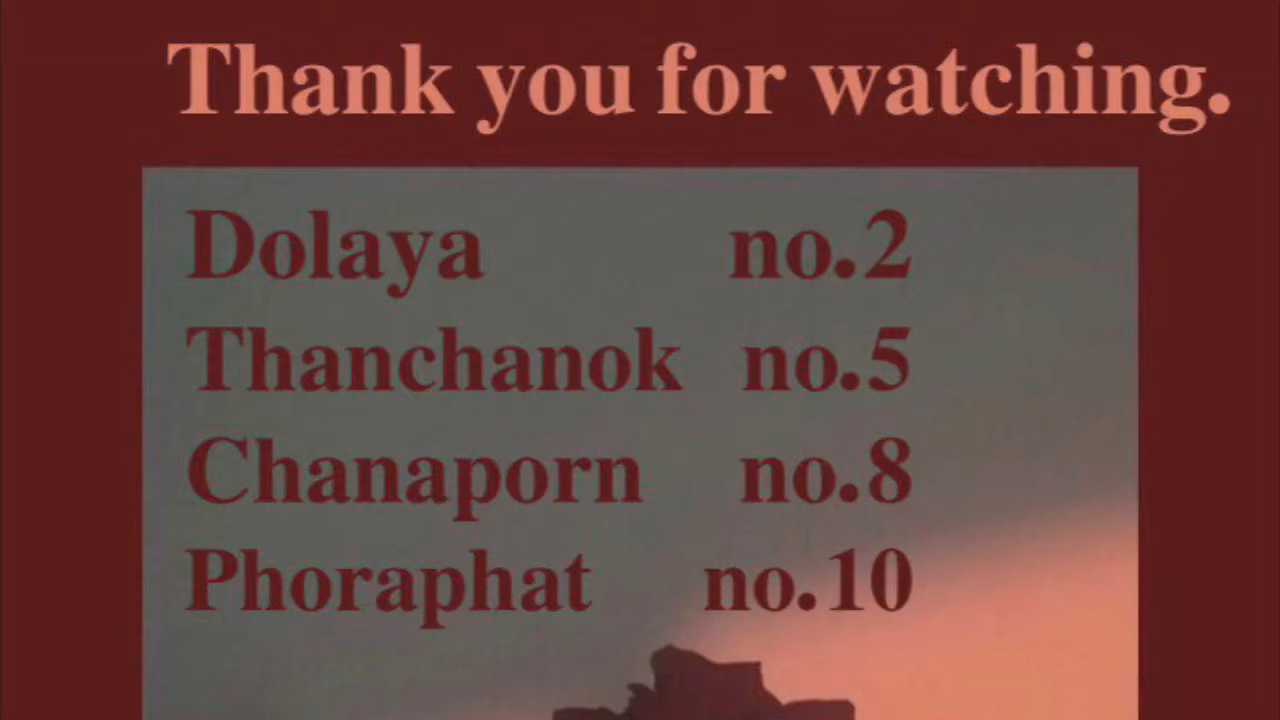 Thank you for watching.
Dolaya no.2
Thanchanok no.5
Chanaporn no.8
Phoraphat no.10